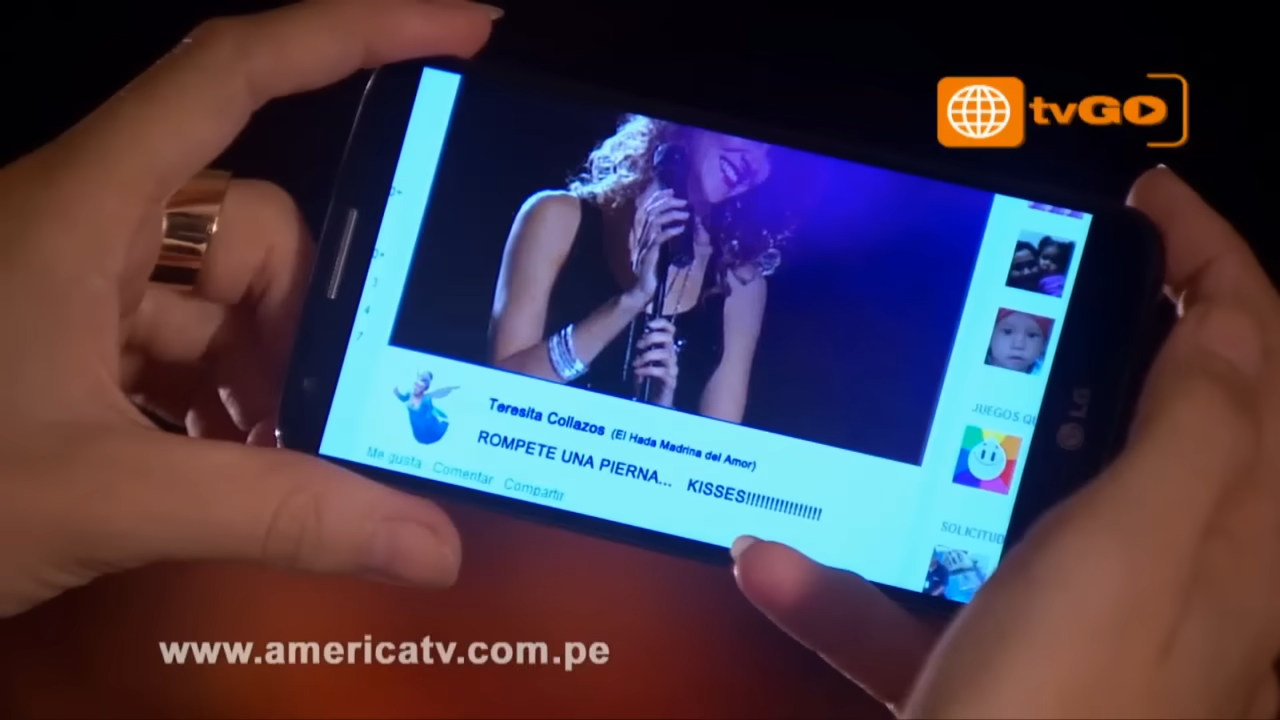 tvGO
Teresita Collazos (El Hada Madrina del Amor)
ROMPETE UNA PIERNA... KISSES!!!!!!!!!!!!!!!!
Me gusta Comentar Compartir
JUEGOS
SOLICITUD
LG
www.americatv.com.pe